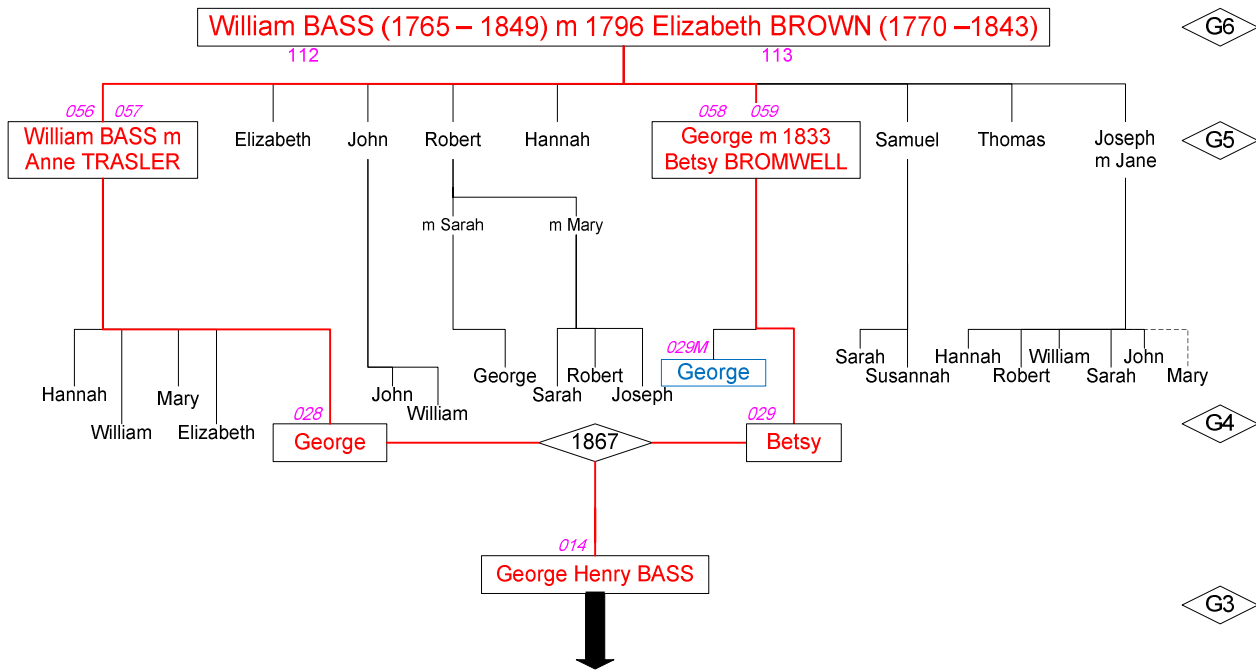 William BASS (1765 – 1849) m 1796 Elizabeth BROWN (1770 –1843)
G6
112
113
056
057
058
059
William BASS m
Anne TRASLER
Elizabeth
John
Robert
Hannah
George m 1833
Betsy BROMWELL
Samuel
Thomas
Joseph
m Jane
G5
m Sarah
m Mary
029M
George
Hannah
William
Mary
Elizabeth
John
William
George
Sarah
Robert
Joseph
Sarah
Susannah
Hannah
Robert
William
Sarah
John
Mary
028
George
1867
029
Betsy
G4
014
George Henry BASS
G3